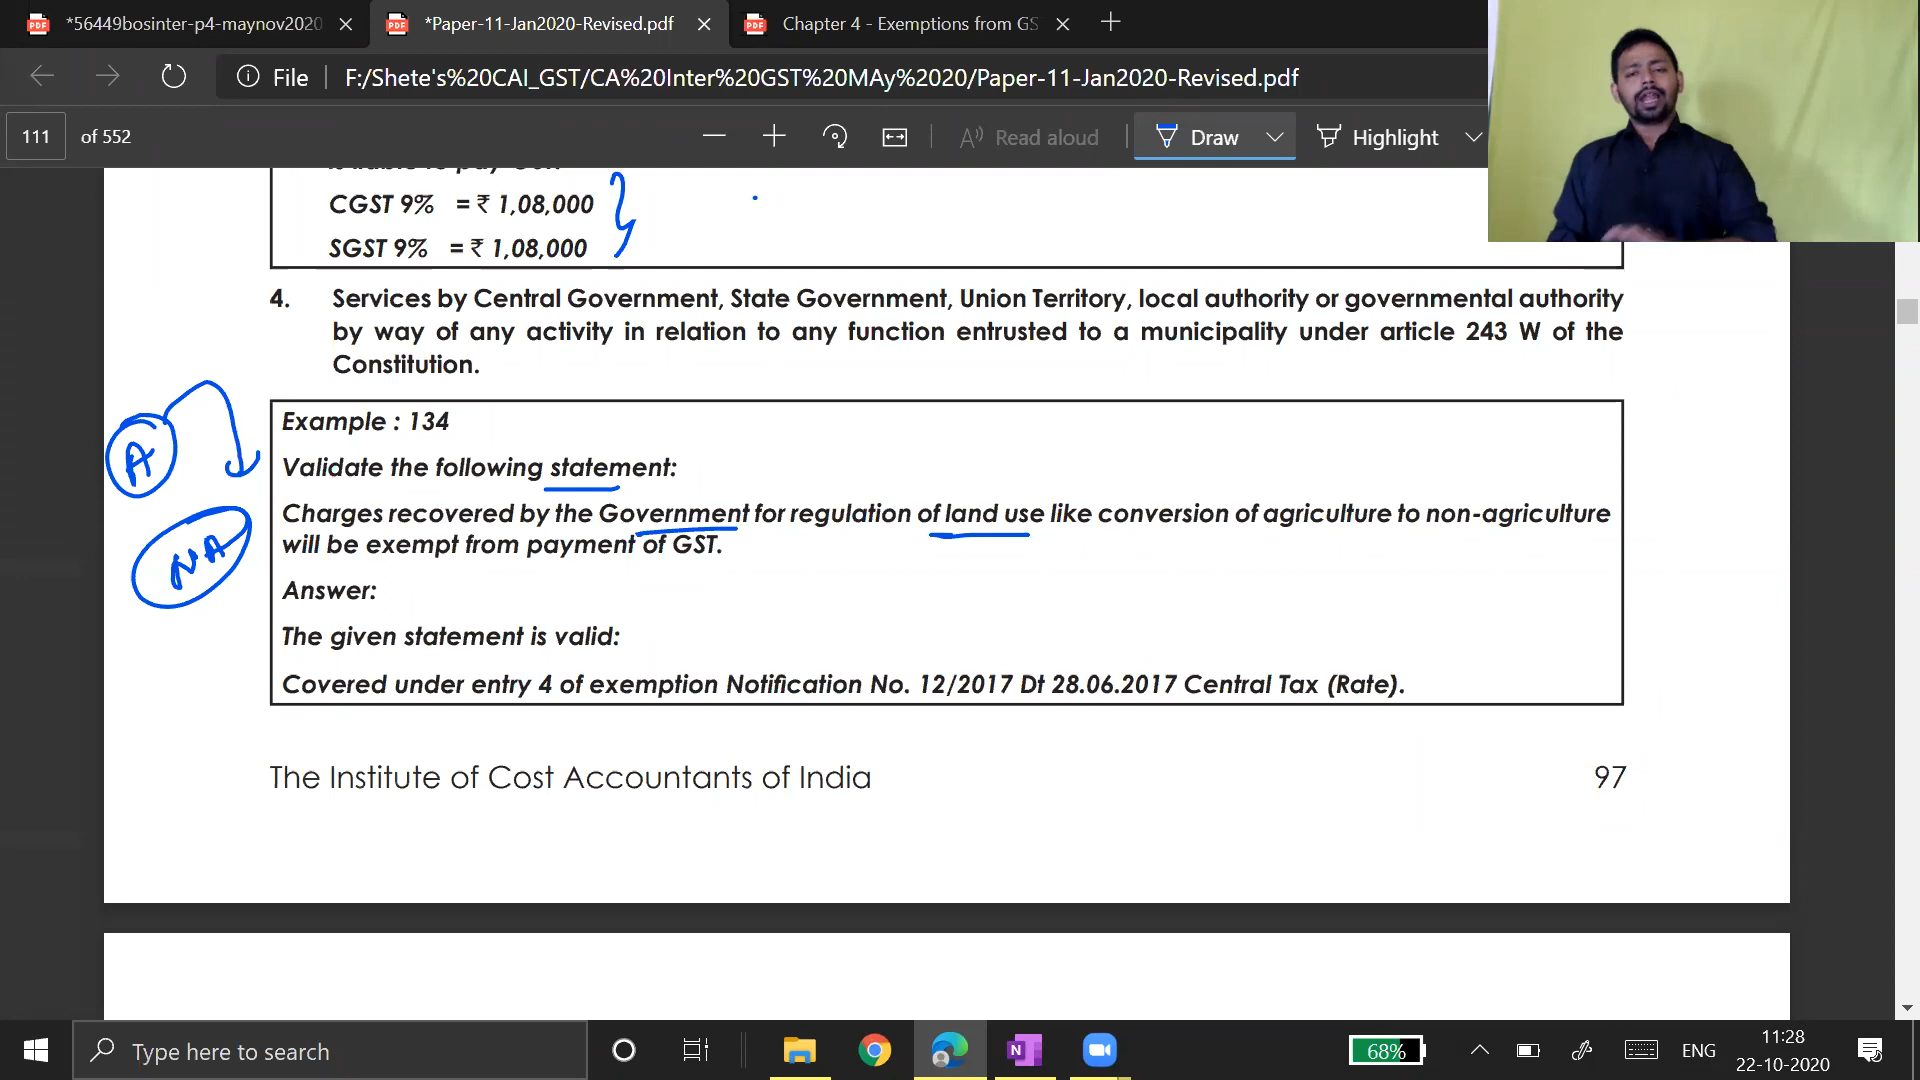 *56449bosinter-p4-maynov2020
*Paper-11-Jan2020-Revised.pdf
Chapter 4 - Exemptions from GS
File
F:/Shete's%20CAI_GST/CA%20Inter%20GST%20MAy%2020/Paper-11-Jan2020-Revised.pdf
111 of 552
Read aloud
Draw
Highlight
CGST 9% = ₹ 1,08,000
SGST 9% = ₹ 1,08,000
4. Services by Central Government, State Government, Union Territory, local authority or governmental authority
by way of any activity in relation to any function entrusted to a municipality under article 243 W of the
Constitution.
A
NA
Example : 134
Validate the following statement:
Charges recovered by the Government for regulation of land use like conversion of agriculture to non-agriculture
will be exempt from payment of GST.
Answer:
The given statement is valid:
Covered under entry 4 of exemption Notification No. 12/2017 Dt 28.06.2017 Central Tax (Rate).
The Institute of Cost Accountants of India 97
Type here to search
68%
ENG
11:28
22-10-2020